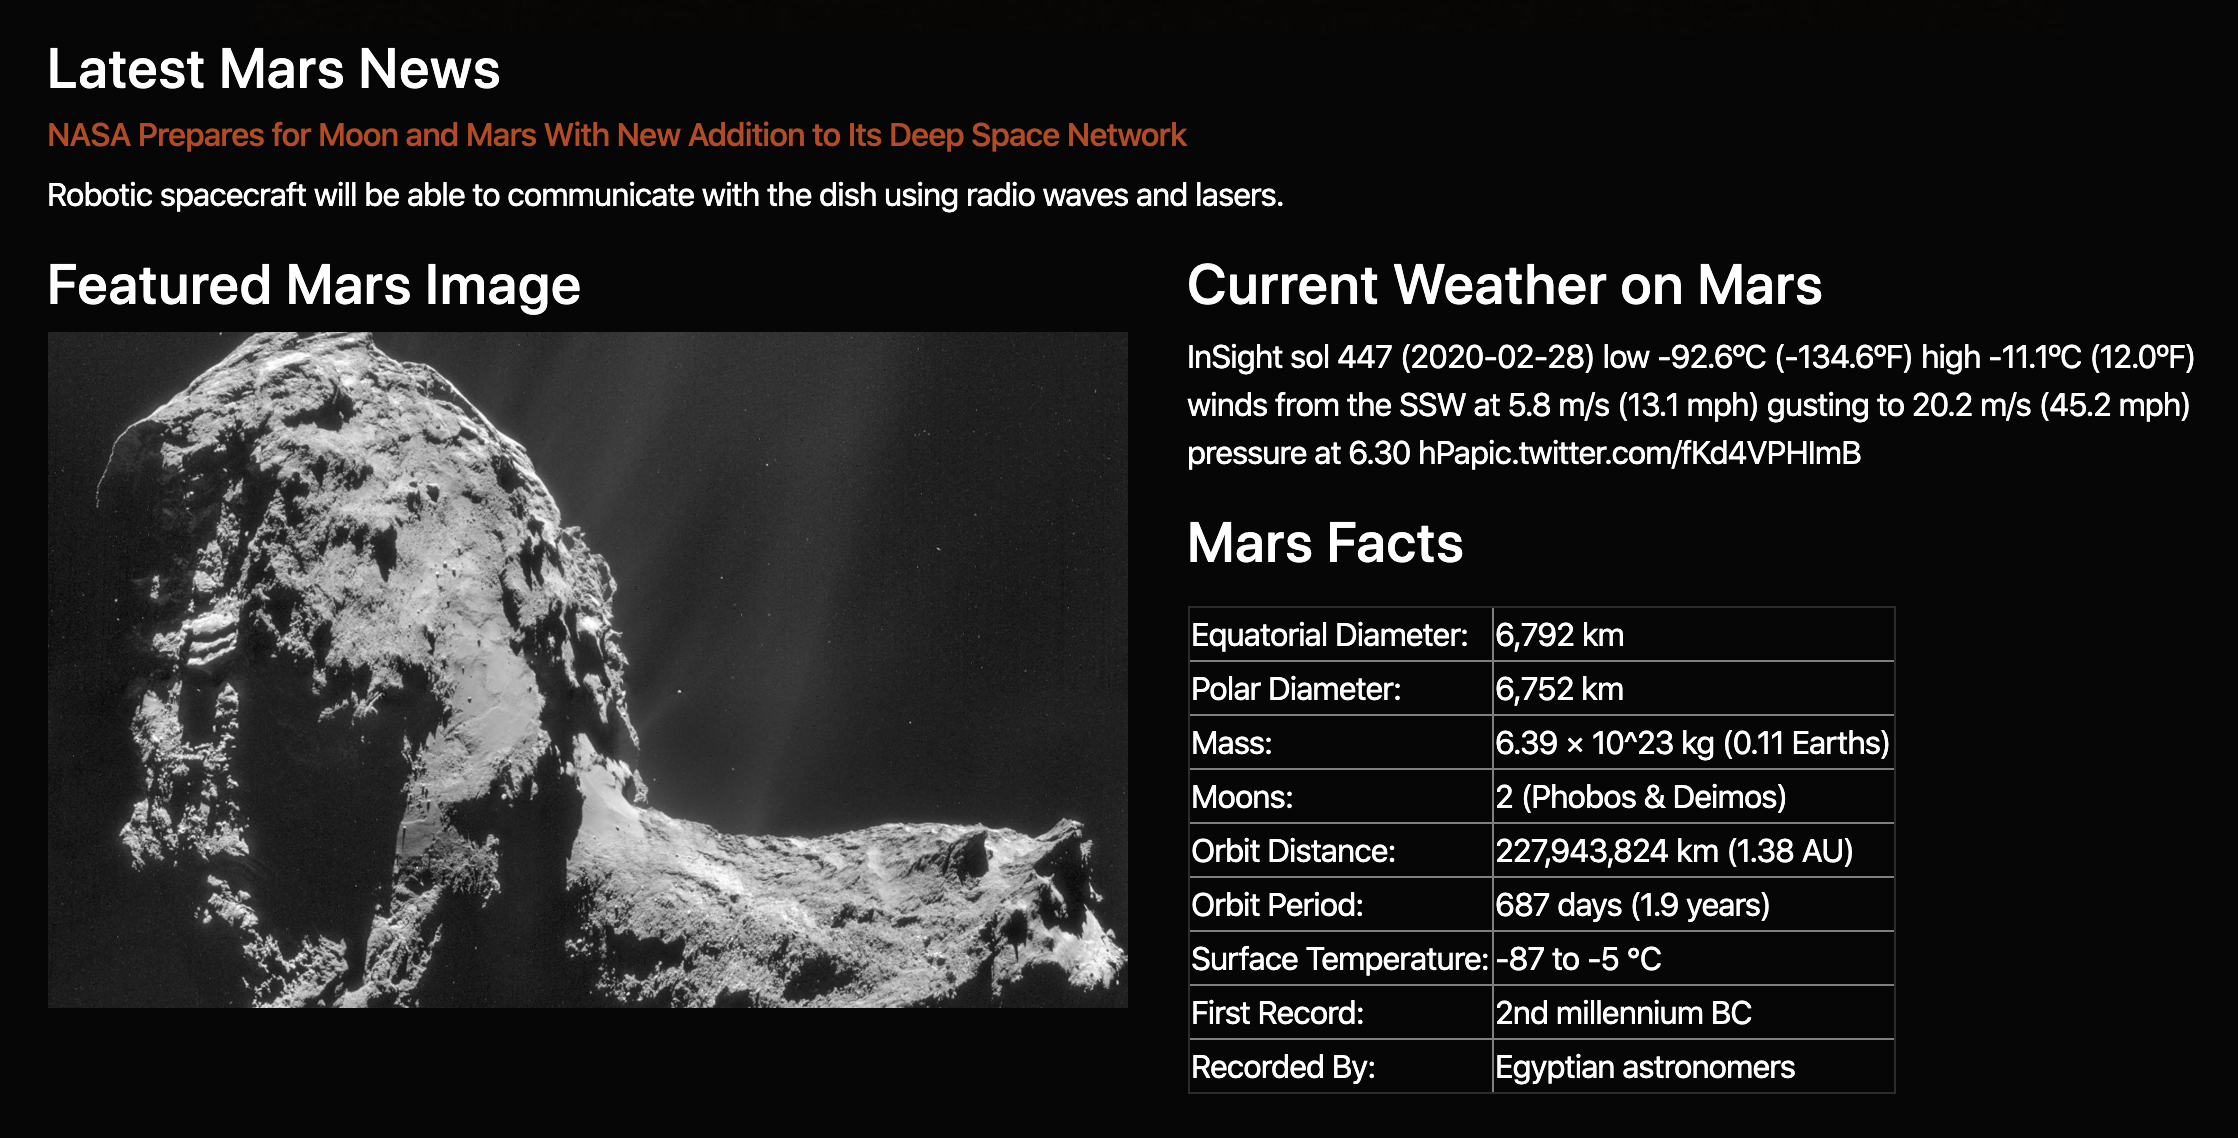 Latest Mars News
NASA Prepares for Moon and Mars With New Addition to Its Deep Space Network
Robotic spacecraft will be able to communicate with the dish using radio waves and lasers.
Featured Mars Image
Current Weather on Mars
InSight sol 447 (2020-02-28) low -92.6ºC (-134.6ºF) high -11.1ºC (12.0ºF)
winds from the SSW at 5.8 m/s (13.1 mph) gusting to 20.2 m/s (45.2 mph)
pressure at 6.30 hPapic.twitter.com/fKd4VPHImB
Mars Facts
Equatorial Diameter: 6,792 km
Polar Diameter: 6,752 km
Mass: 6.39 × 10^23 kg (0.11 Earths)
Moons: 2 (Phobos & Deimos)
Orbit Distance: 227,943,824 km (1.38 AU)
Orbit Period: 687 days (1.9 years)
Surface Temperature: -87 to -5 °C
First Record: 2nd millennium BC
Recorded By: Egyptian astronomers